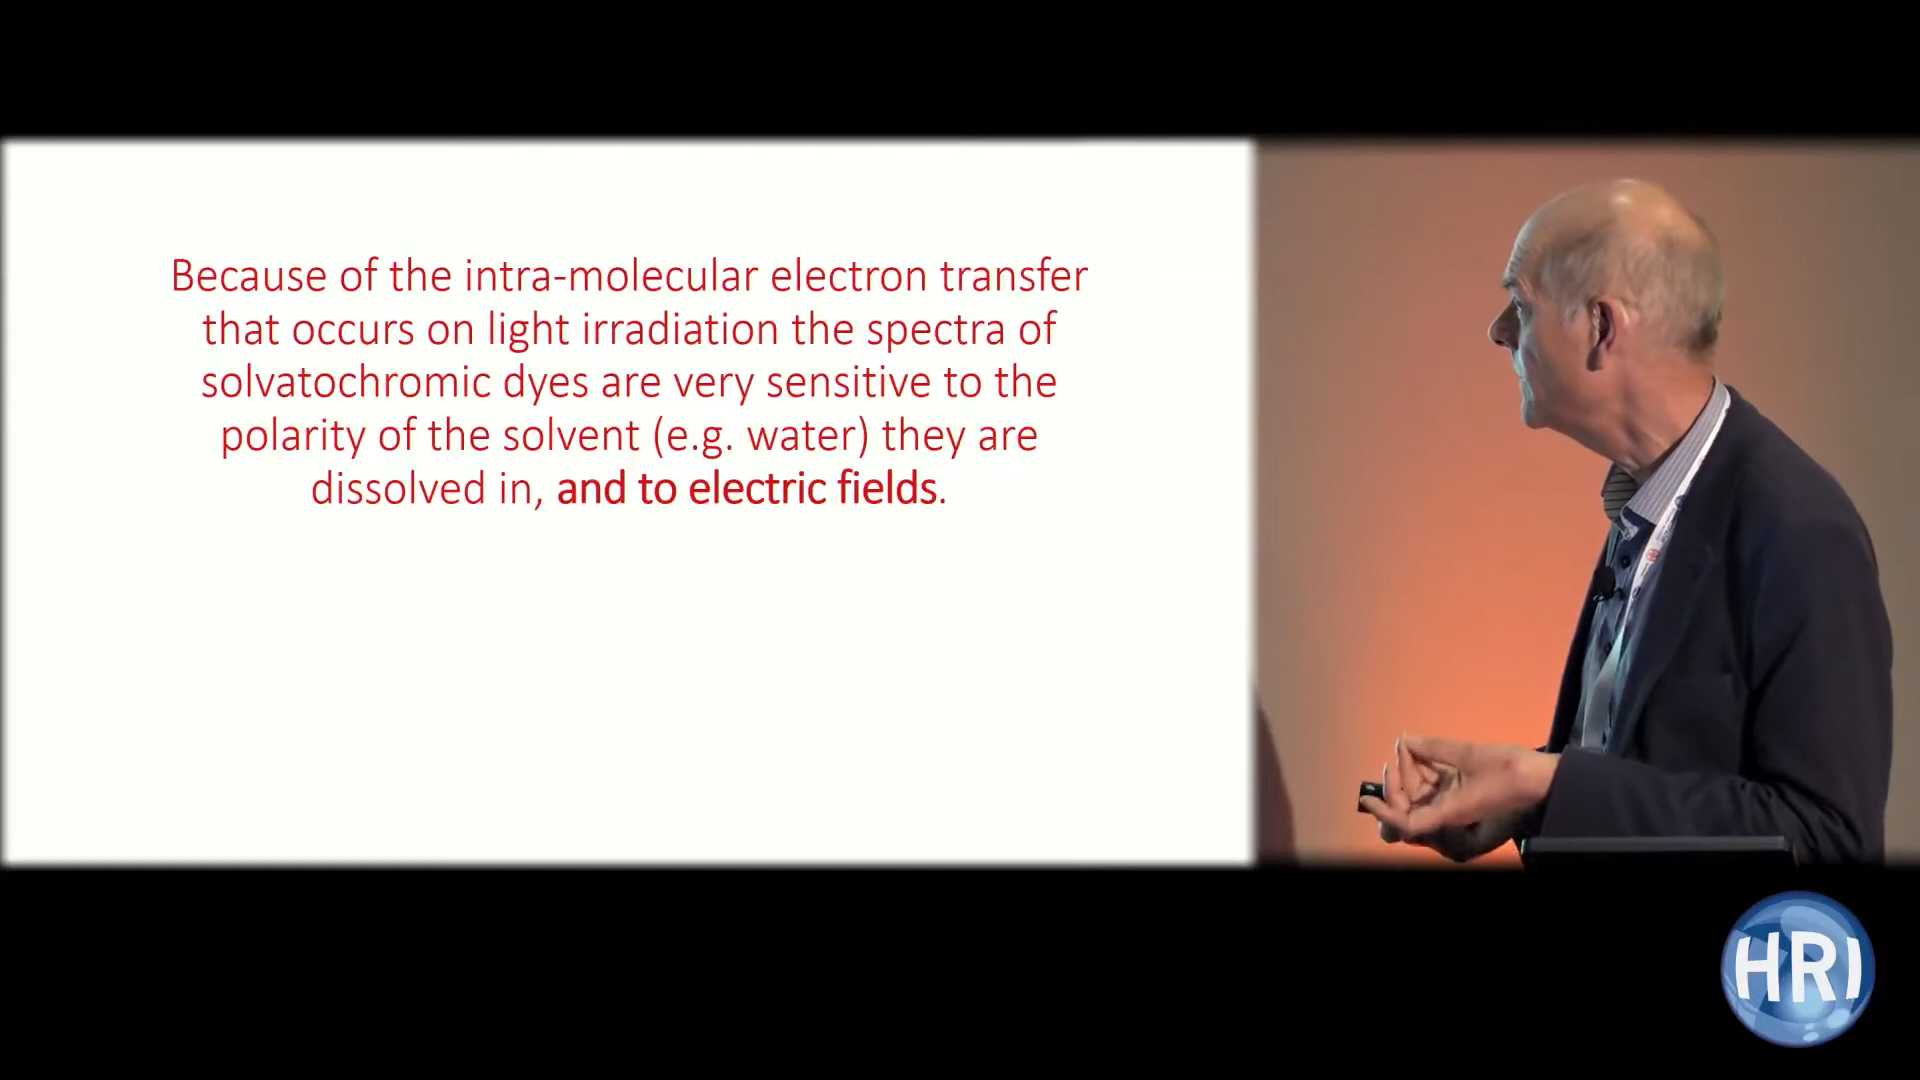 Because of the intra-molecular electron transfer
that occurs on light irradiation the spectra of
solvatochromic dyes are very sensitive to the
polarity of the solvent (e.g. water) they are
dissolved in, and to electric fields.
HRI